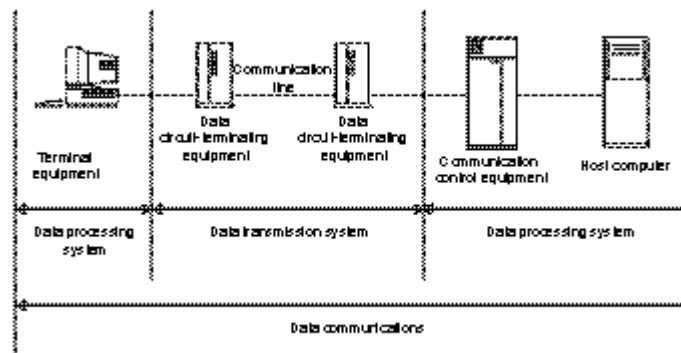 Communication
line
Data
circuit-terminating
equipment
Data
circuit-terminating
equipment
Terminal
equipment
Communication
control equipment
Host computer
Data processing
system
Data transmission system
Data processing system
Data communications